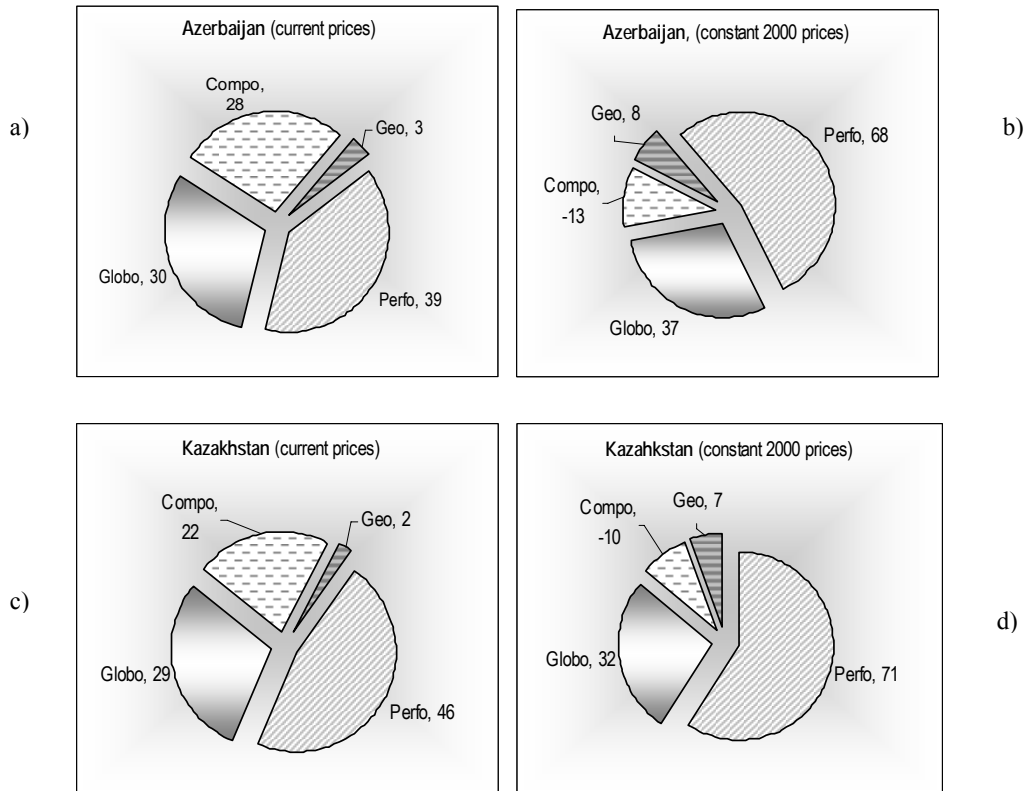 a)
Azerbaijan (current prices)
Compo,
28
Geo, 3
Globo, 30
Perfo, 39
Azerbaijan, (constant 2000 prices)
Geo, 8
Perfo, 68
Compo,
-13
Globo, 37
b)
c)
Kazakhstan (current prices)
Compo,
22
Geo, 2
Globo, 29
Perfo, 46
Kazahkstan (constant 2000 prices)
Compo,
-10
Geo, 7
Globo, 32
Perfo, 71
d)